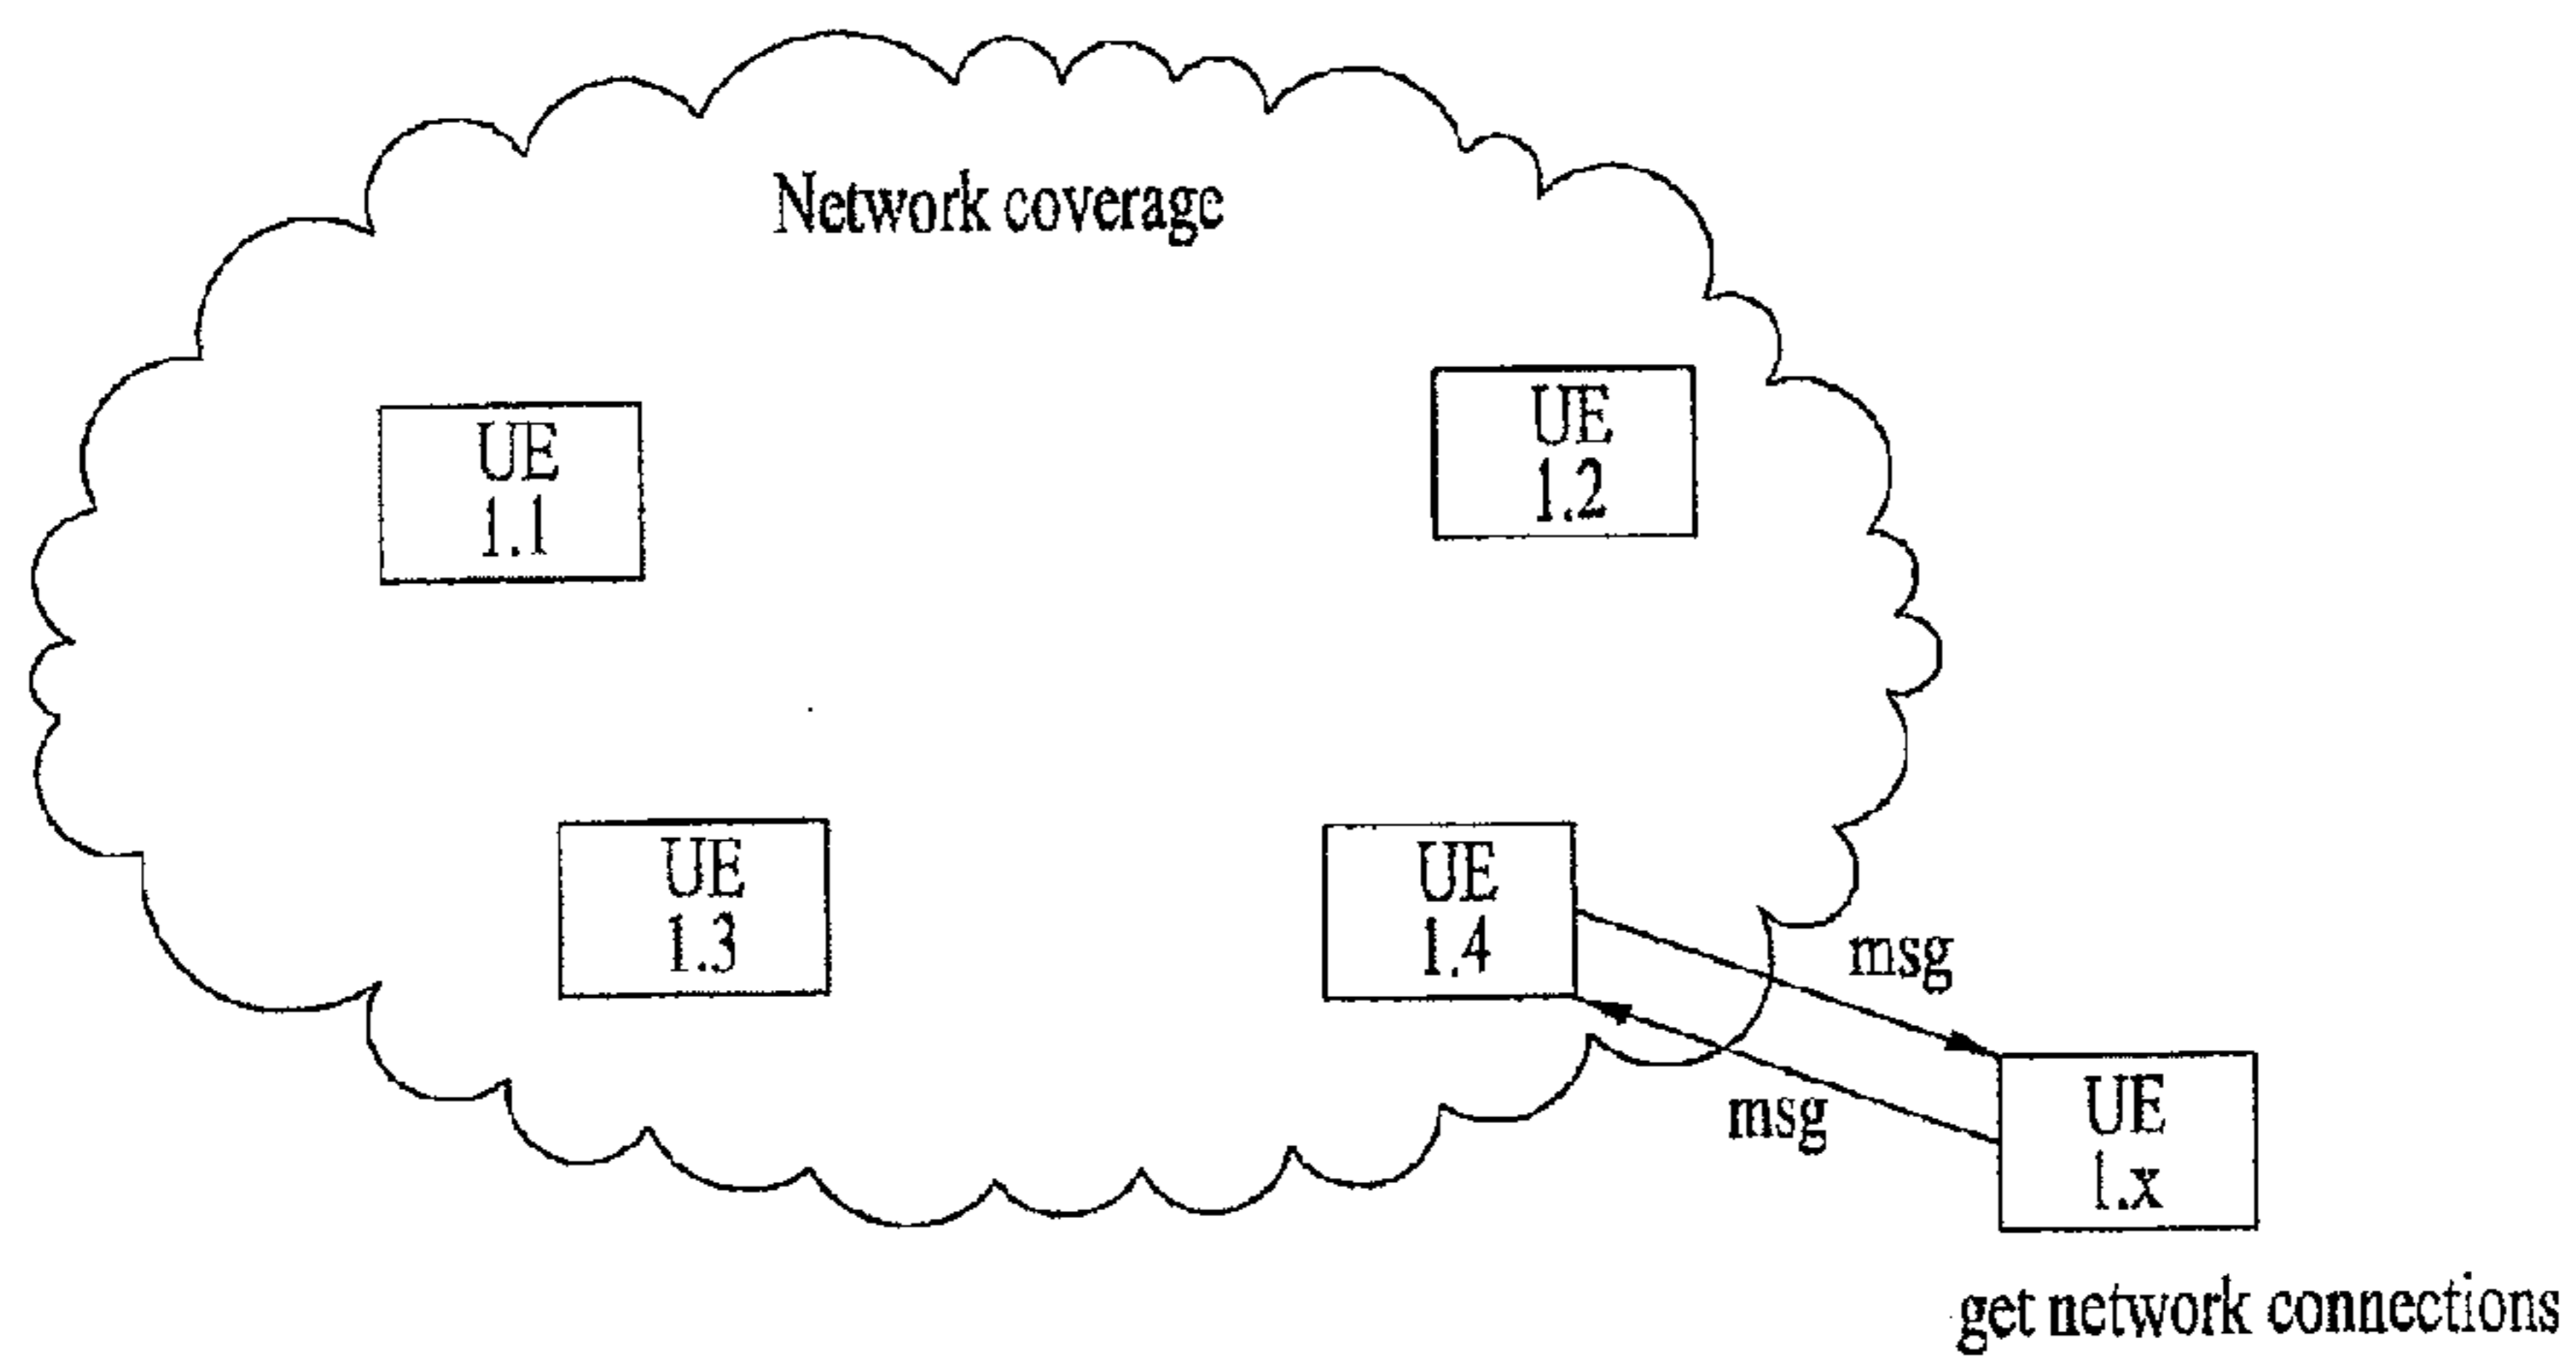 Network coverage
UE
1.1
UE
1.2
UE
1.3
UE
1.4
msg
msg
UE
1.x
get network connections